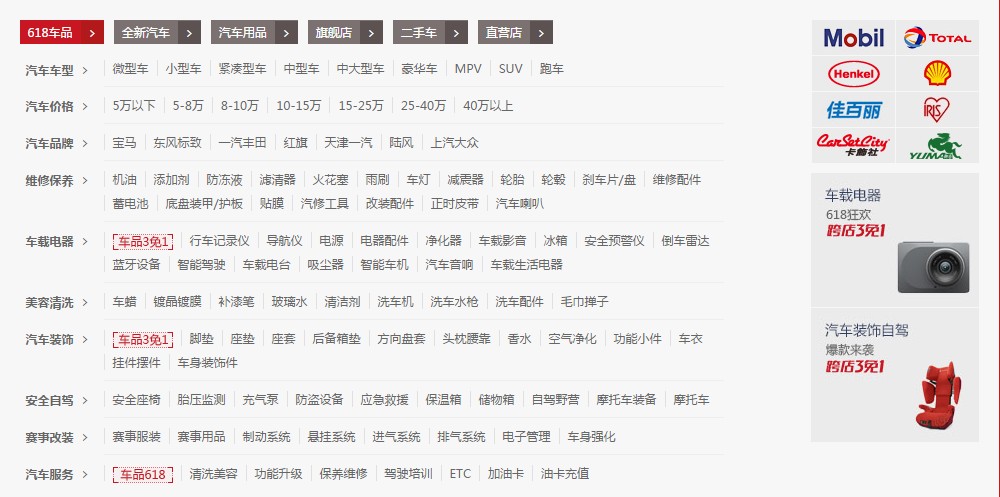 618车品 > 全新汽车 > 汽车用品 > 旗舰店 > 二手车 > 直营店 >
汽车车型 > 微型车 小型车 紧凑型车 中型车 中大型车 豪华车 MPV SUV 跑车
汽车价格 > 5万以下 5-8万 8-10万 10-15万 15-25万 25-40万 40万以上
汽车品牌 > 宝马 东风标致 一汽丰田 红旗 天津一汽 陆风 上汽大众
维修保养 > 机油 添加剂 防冻液 滤清器 火花塞 雨刷 车灯 减震器 轮胎 轮毂 刹车片/盘 维修配件
蓄电池 底盘装甲/护板 贴膜 汽修工具 改装配件 正时皮带 汽车喇叭
车载电器 > 车品3免1 行车记录仪 导航仪 电源 电器配件 净化器 车载影音 冰箱 安全预警仪 倒车雷达
蓝牙设备 智能驾驶 车载电台 吸尘器 智能车机 汽车音响 车载生活电器
美容清洗 > 车蜡 镀晶镀膜 补漆笔 玻璃水 清洁剂 洗车机 洗车水枪 洗车配件 毛巾掸子
汽车装饰 > 车品3免1 脚垫 座垫 座套 后备箱垫 方向盘套 头枕腰靠 香水 空气净化 功能小件 车衣
挂件摆件 车身装饰件
安全自驾 > 安全座椅 胎压监测 充气泵 防盗设备 应急救援 保温箱 储物箱 自驾野营 摩托车装备 摩托车
赛事改装 > 赛事服装 赛事用品 制动系统 悬挂系统 进气系统 排气系统 电子管理 车身强化
汽车服务 > 车品618 清洗美容 功能升级 保养维修 驾驶培训 ETC 加油卡 油卡充值
Mobil TOTAL
Henkel
佳百丽 IRIS
CarSetCity
卡饰社 YUMA
车载电器
618狂欢
跨店3免1
汽车装饰自驾
爆款来袭
跨店3免1